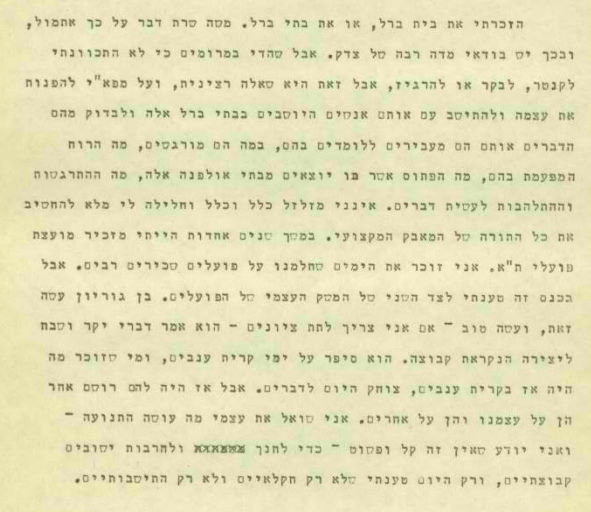 הזכרתי את בית ברל, או את בתי ברל. משה שרת דבר על כך אתמול,
ובכך יש בודאי מדה רבה של צדק. אבל שהדי במרומים כי לא התכוונתי
לקנטר, לבקר או להרגיז, אבל זאת היא שאלה רצינית, ועל מפא"י להפנות
את עצמה ולהתישב עם אותם אנשים היושבים בבתי ברל אלה ולבדוק מהם
הדברים אותם הם מעבירים ללומדים בהם, במה הם מורגשים, מה הרוח
המפעמת בהם, מה הפתוס אשר בו יוצאים מבתי אולפנה אלה, מה ההתרגשות
וההתלהבות לעשית דברים. אינני מזלזל כלל וכלל וחלילה לי מלא להחשיב
את כל התורה של המאבק המקצועי. במשך שנים אחדות הייתי מזכיר מועצת
פועלי ת"א. אני זוכר את הימים שחלמנו על פועלים שכירים רבים. אבל
בכנס זה טענתי לצד השני של המשק העצמי של הפועלים. בן גוריון עשה
זאת, ועשה טוב - אם אני צריך לתת ציונים - הוא אמר דברי יקר ושבח
ליצירה הנקראת קבוצה. הוא סיפר על ימי קרית ענבים, ומי שזוכר מה
היה אז בקרית ענבים, צוחק היום לדברים. אבל אז היה להם רושם אחר
הן על עצמנו והן על אחרים. אני שואל את עצמי מה עושה התנועה -
ואני יודע שאין זה קל ופשוט - כדי לחנך ולהרבות ישובים
קבוצתיים, ורק היום טענתי שלא רק חקלאיים ולא רק התישבותיים.